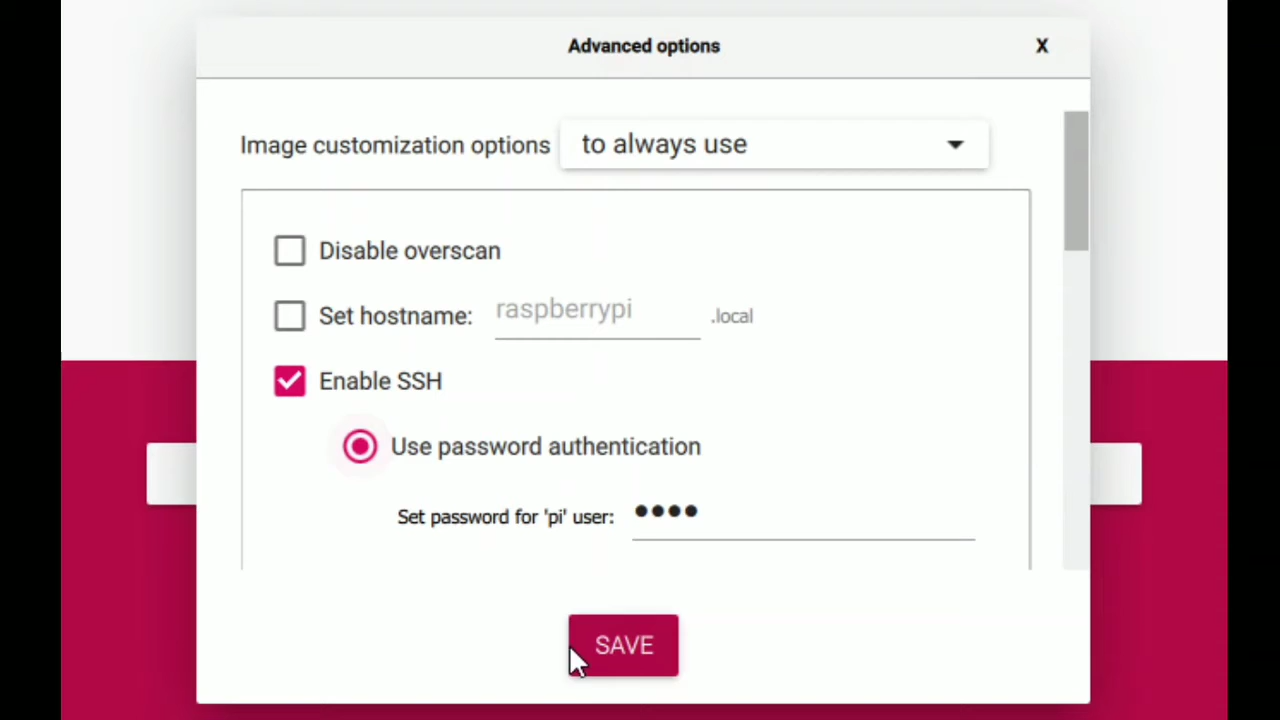 Advanced options X
Image customization options to always use
Disable overscan
Set hostname: raspberrypi .local
Enable SSH
Use password authentication
Set password for 'pi' user: ••••
SAVE